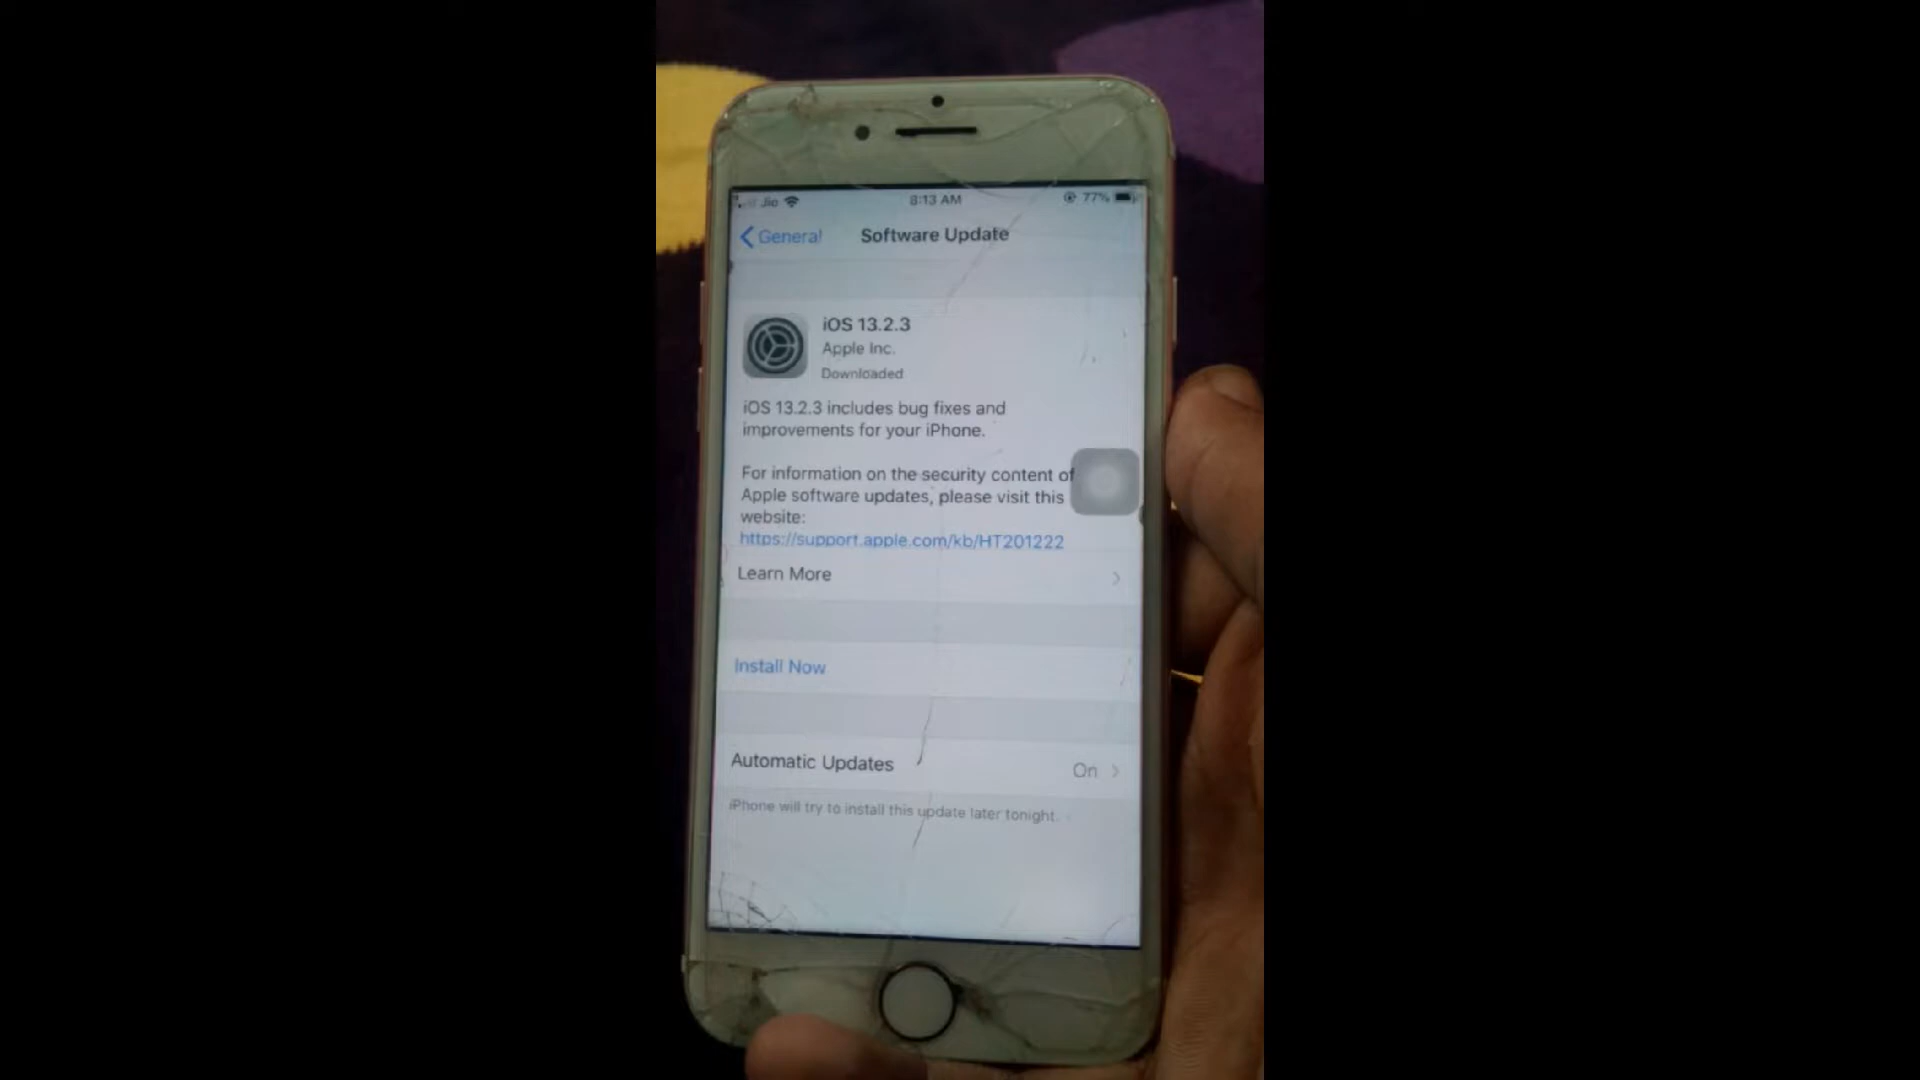 Jio 8:13 AM 77%
General Software Update
iOS 13.2.3
Apple Inc.
Downloaded
iOS 13.2.3 includes bug fixes and
improvements for your iPhone.
For information on the security content of
Apple software updates, please visit this
website:
https://support.apple.com/kb/HT201222
Learn More
Install Now
Automatic Updates On
iPhone will try to install this update later tonight.